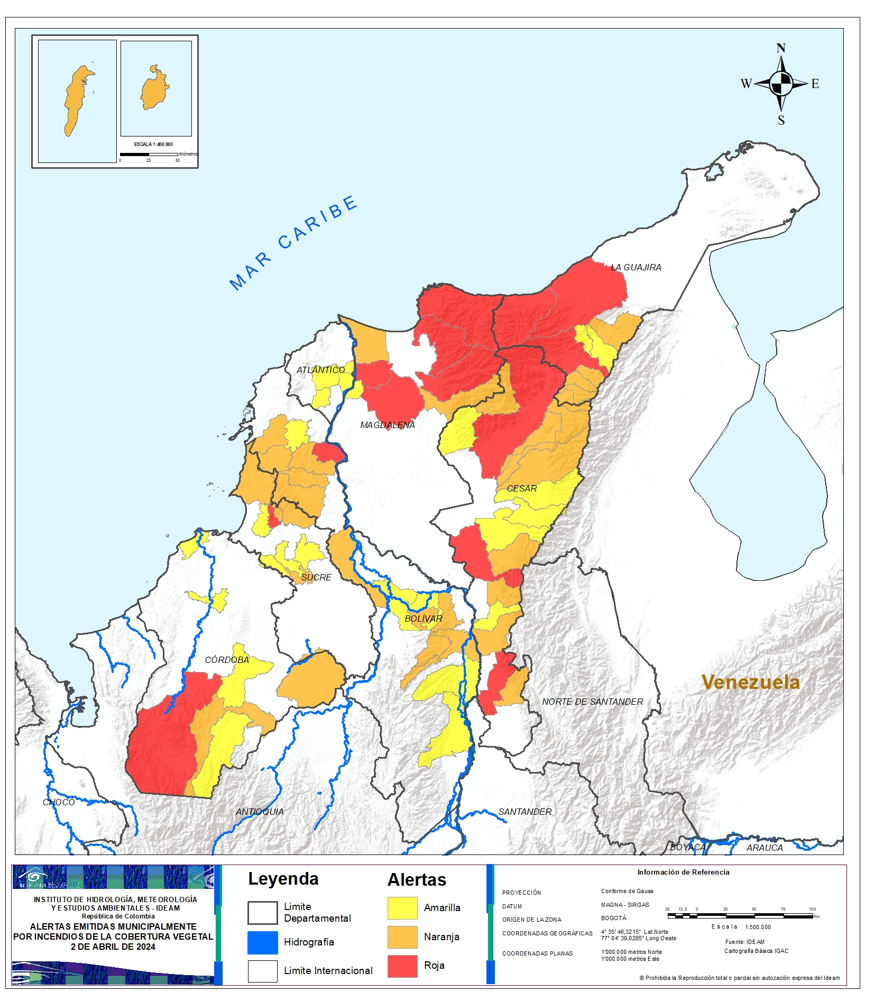 ESCALA 1:400.000
Kilómetros
0 25 50
N
W E
S
MAR CARIBE
LA GUAJIRA
ATLÁNTICO
MAGDALENA
CESAR
SUCRE
BOLÍVAR
CÓRDOBA
Venezuela
NORTE DE SANTANDER
CHOCÓ
ANTIOQUIA
SANTANDER
BOYACÁ
ARAUCA
IDEAM
INSTITUTO DE HIDROLOGÍA, METEOROLOGÍA
Y ESTUDIOS AMBIENTALES - IDEAM
República de Colombia
ALERTAS EMITIDAS MUNICIPALMENTE
POR INCENDIOS DE LA COBERTURA VEGETAL
2 DE ABRIL DE 2024
Leyenda
Limite
Departamental
Hidrografía
Limite Internacional
Alertas
Amarilla
Naranja
Roja
Información de Referencia
PROYECCIÓN Conforme de Gauss
DATUM MAGNA - SIRGAS
ORIGEN DE LA ZONA BOGOTÁ
COORDENADAS GEOGRÁFICAS 4° 35' 46,3215" Lat.Norte
77° 04' 39,0285" Long.Oeste
COORDENADAS PLANAS 1'000.000 metros Norte
1'000.000 metros Este
25 12,5 0 25 50 75 100
Km
Escala 1:500.000
Fuente: IDEAM
Cartografía Básica IGAC
© Prohibida la Reproducción total o parcial sin autozación expresa del Ideam